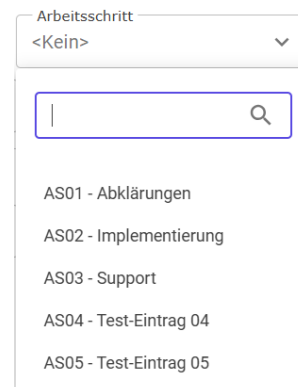 Arbeitsschritt
<Kein>
AS01 - Abklärungen
AS02 - Implementierung
AS03 - Support
AS04 - Test-Eintrag 04
AS05 - Test-Eintrag 05